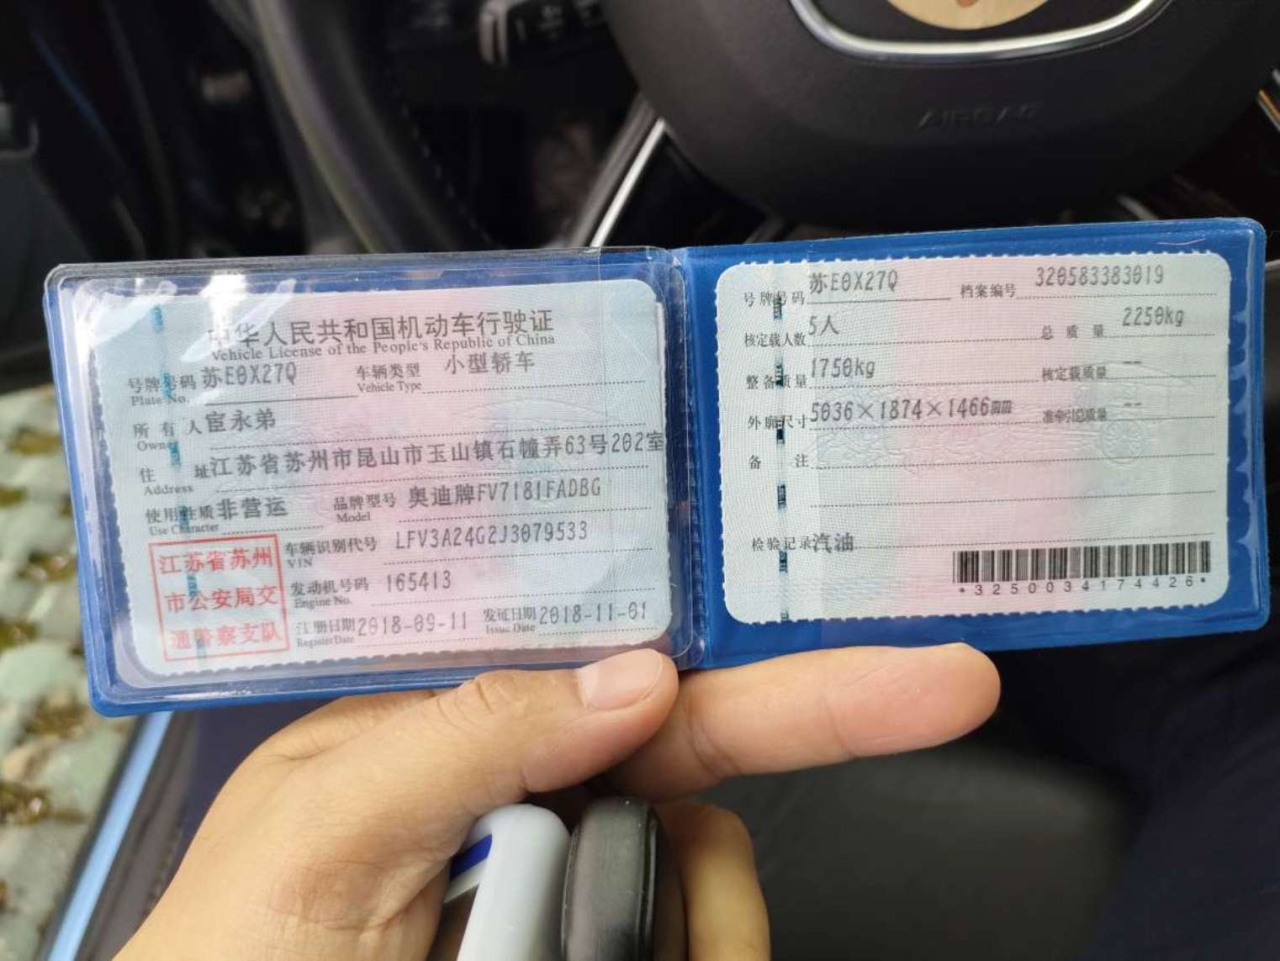 AIRBAG
中华人民共和国机动车行驶证
Vehicle License of the People's Republic of China
号牌号码 苏E0X27Q 车辆类型 小型轿车
Plate No. Vehicle Type
所有人 宦永弟
Owner
住址 江苏省苏州市昆山市玉山镇石幢弄63号202室
Address
使用性质 非营运 品牌型号 奥迪牌FV7181FADBG
Use Character Model
江苏省苏州
市公安局交
通警察支队
车辆识别代号 LFV3A24G2J3079533
VIN
发动机号码 165413
Engine No.
注册日期 2018-09-11 发证日期 2018-11-01
Register Date Issue Date
号牌号码 苏E0X27Q 档案编号 320583383019
核定载人数 5人 总质量 2250kg
整备质量 1750kg 核定载质量 --
外廓尺寸 5036×1874×1466mm 准牵引总质量 --
备注
检验记录 汽油
*3250034174426*